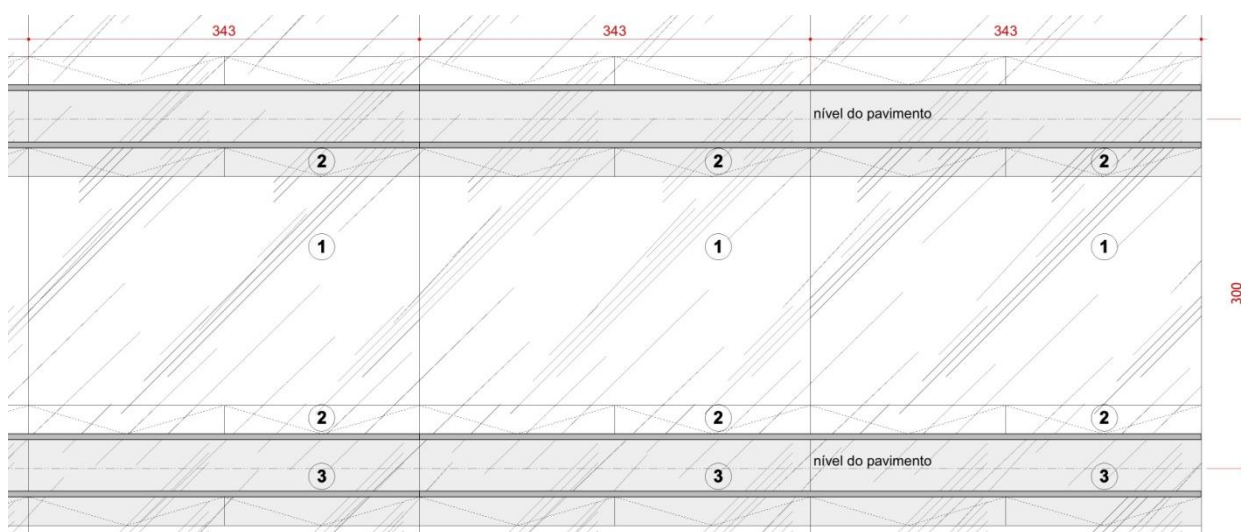 343 343 343
nível do pavimento
2 2 2
1 1 1
300
2 2 2
nível do pavimento
3 3 3